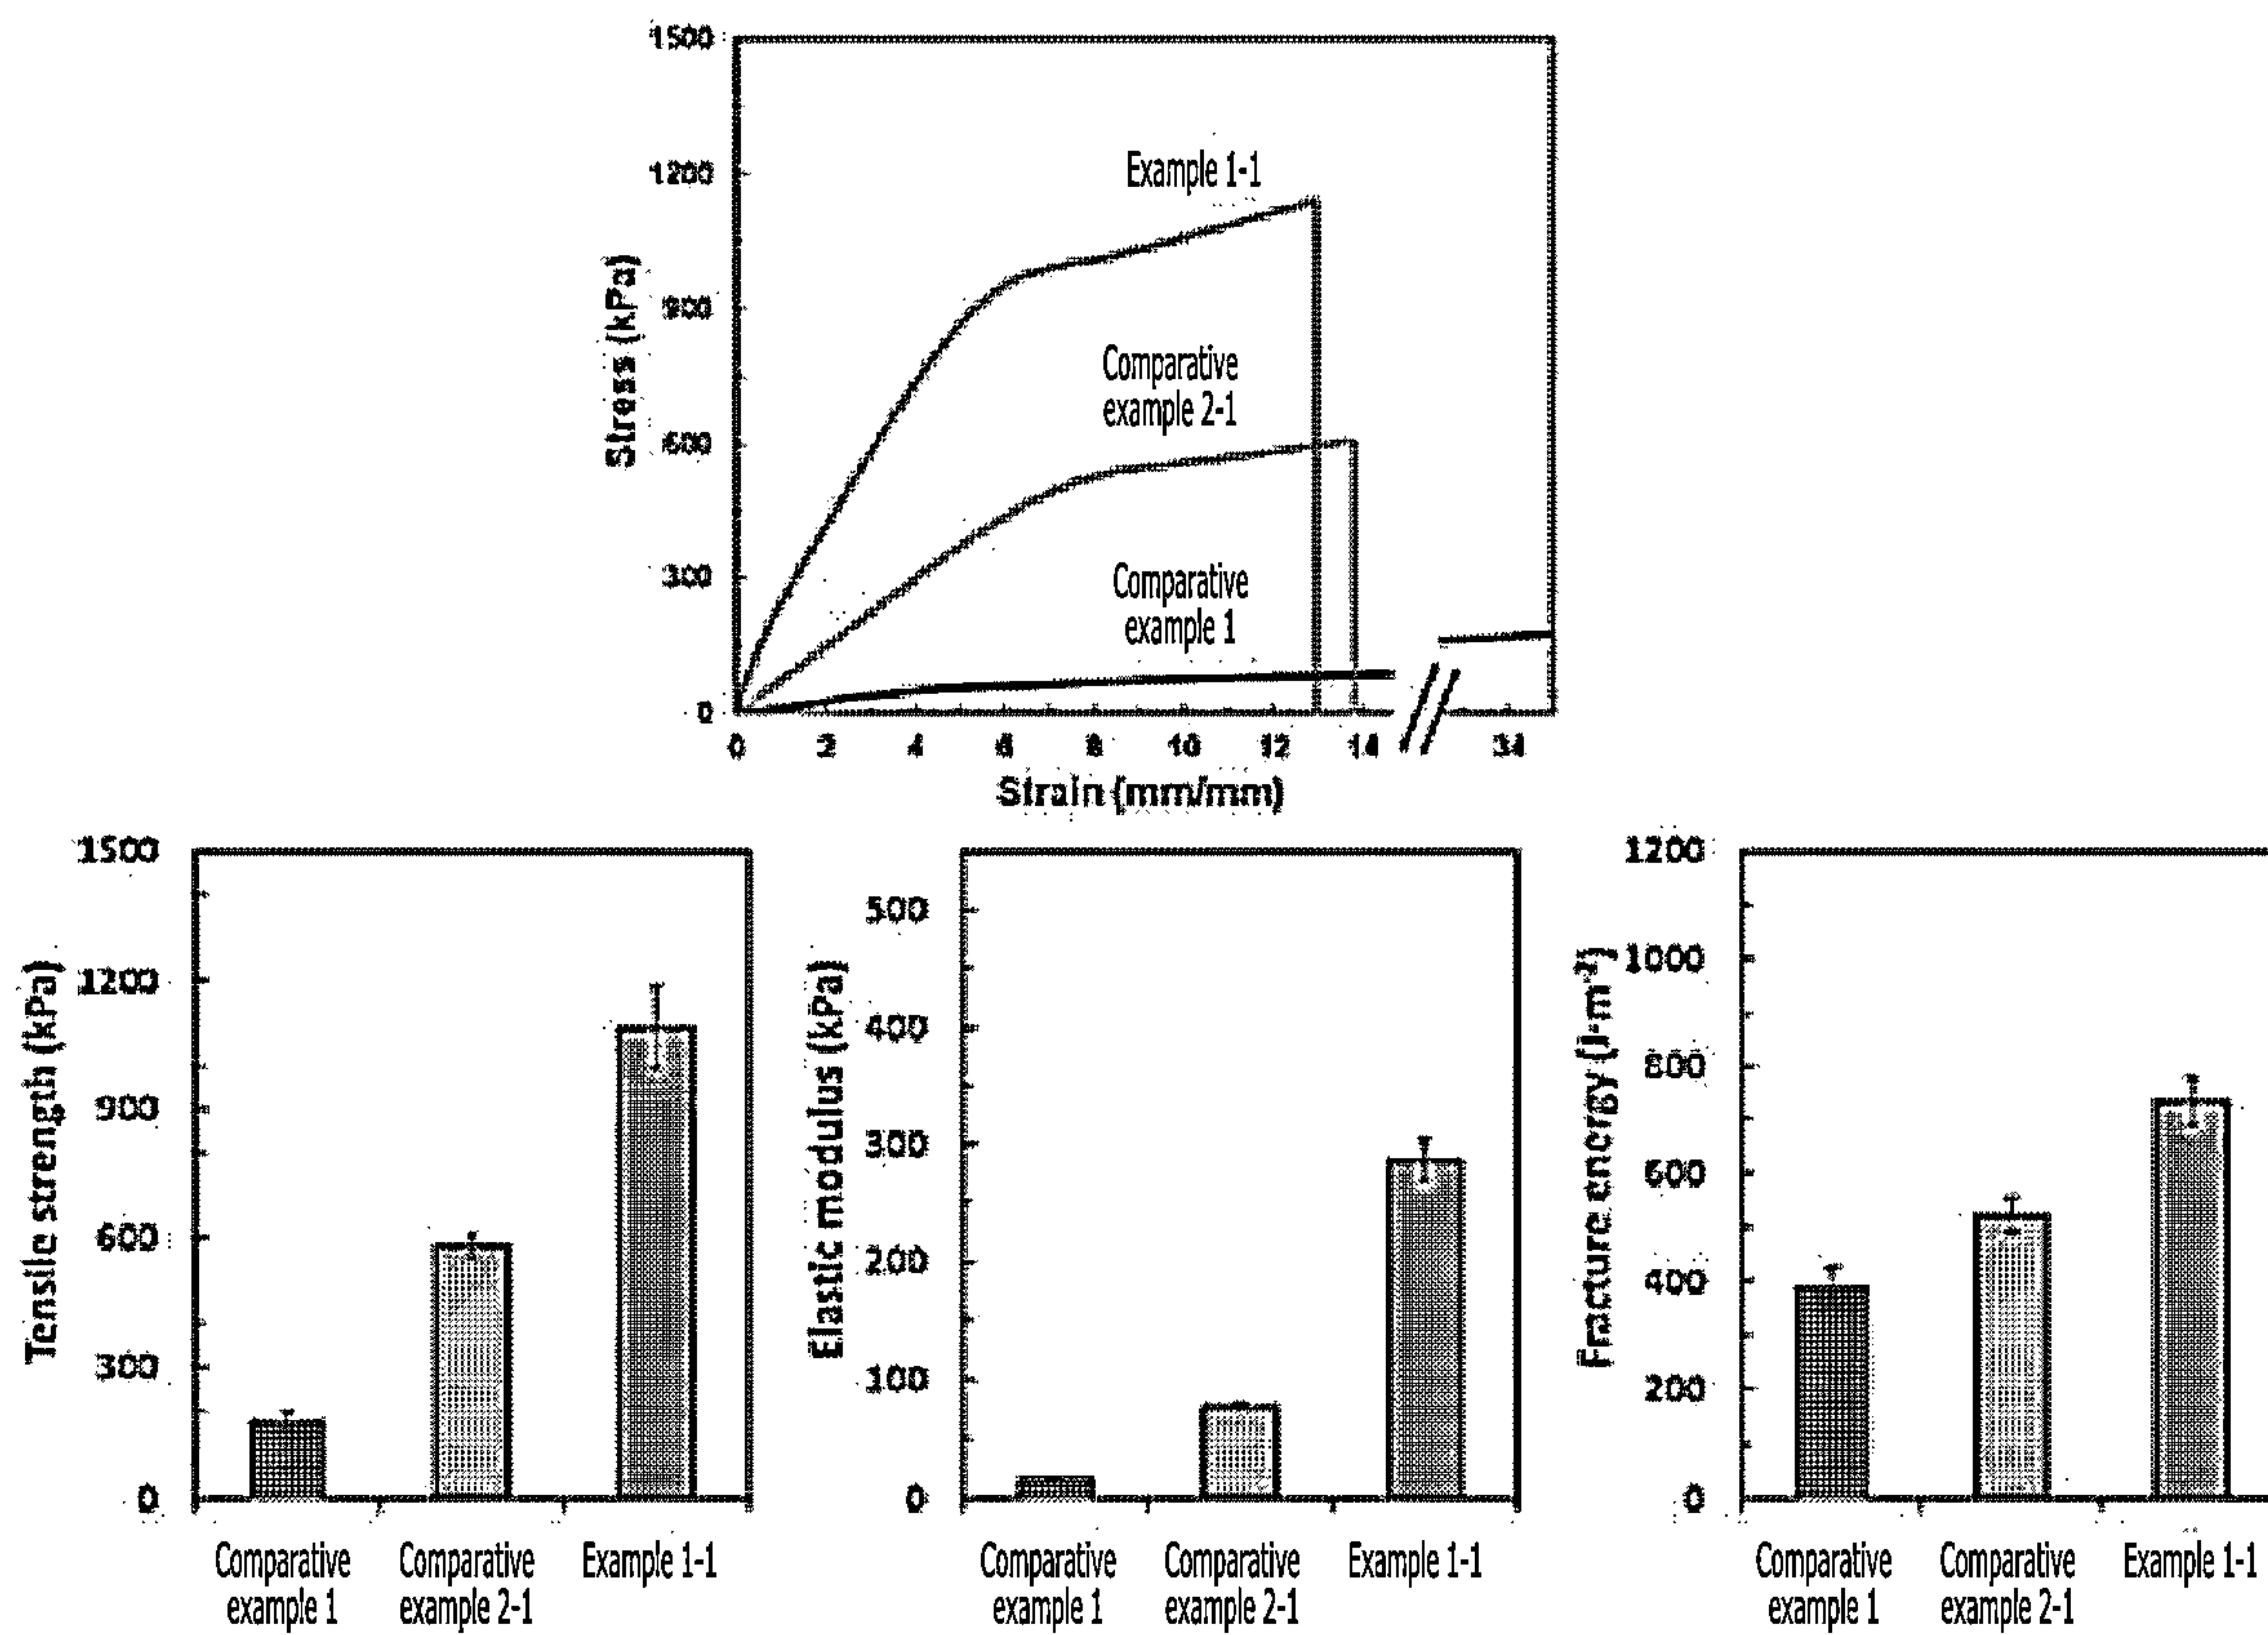 1500
1200
900
600
300
0
Stress (kPa)
Example 1-1
Comparative
example 2-1
Comparative
example 1
0 2 4 6 8 10 12 14 34
Strain (mm/mm)
1500
1200
900
600
300
0
Tensile strength (kPa)
Comparative
example 1
Comparative
example 2-1
Example 1-1
500
400
300
200
100
0
Elastic modulus (kPa)
Comparative
example 1
Comparative
example 2-1
Example 1-1
1200
1000
800
600
400
200
0
Fracture energy (J·m⁻²)
Comparative
example 1
Comparative
example 2-1
Example 1-1